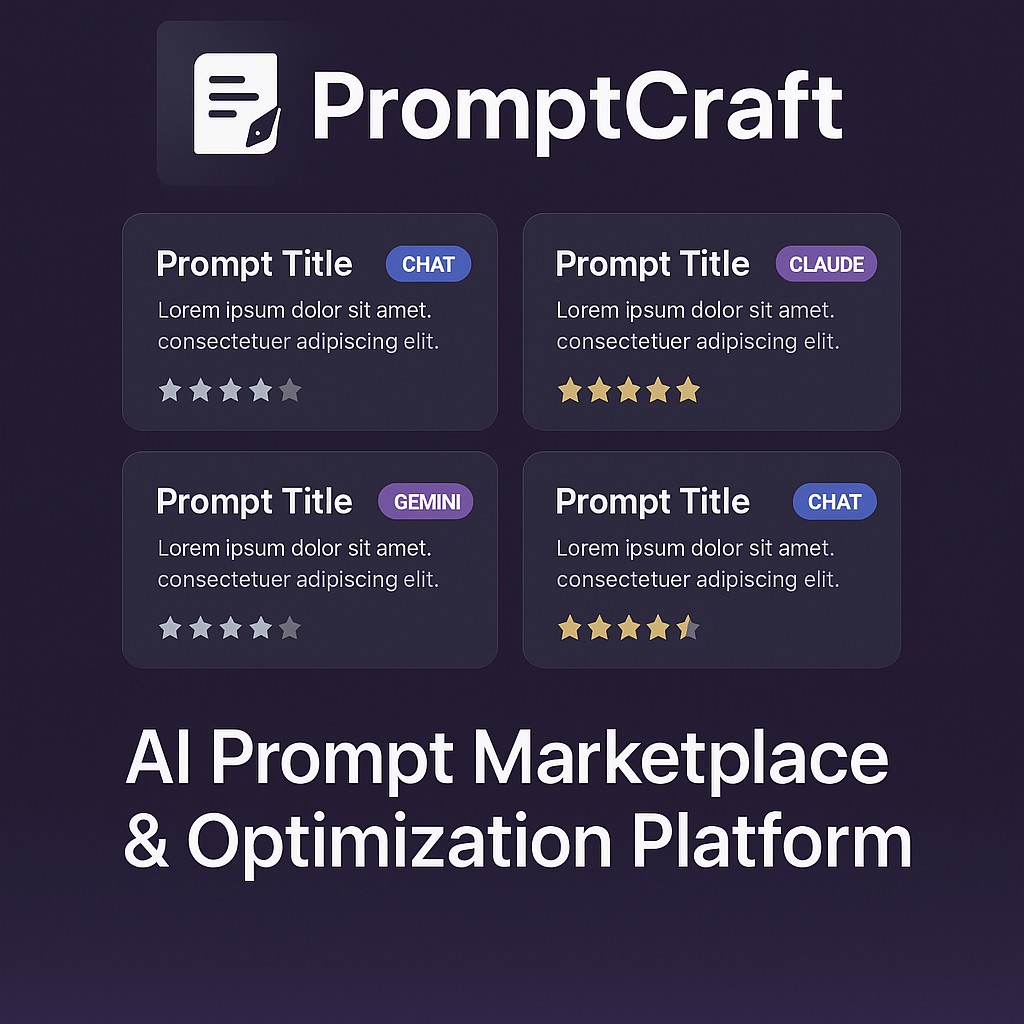 PromptCraft
Prompt Title CHAT
Lorem ipsum dolor sit amet.
consectetuer adipiscing elit.
Prompt Title CLAUDE
Lorem ipsum dolor sit amet.
consectetuer adipiscing elit.
Prompt Title GEMINI
Lorem ipsum dolor sit amet.
consectetuer adipiscing elit.
Prompt Title CHAT
Lorem ipsum dolor sit amet.
consectetuer adipiscing elit.
AI Prompt Marketplace
& Optimization Platform